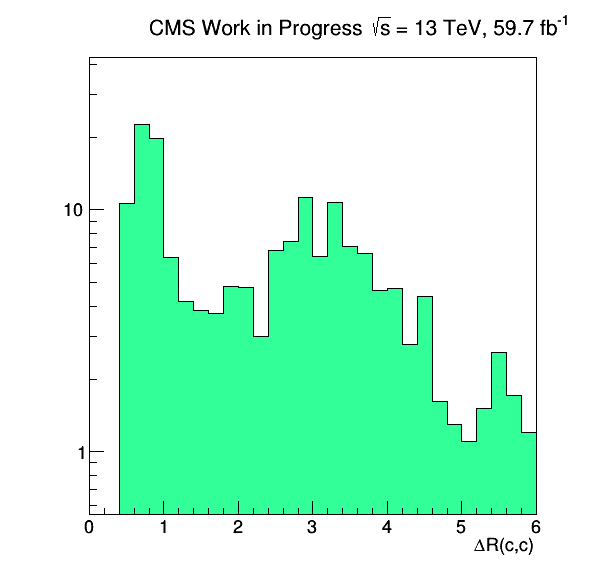 CMS Work in Progress √s = 13 TeV, 59.7 fb⁻¹
10
1
0 1 2 3 4 5 6
ΔR(c,c)